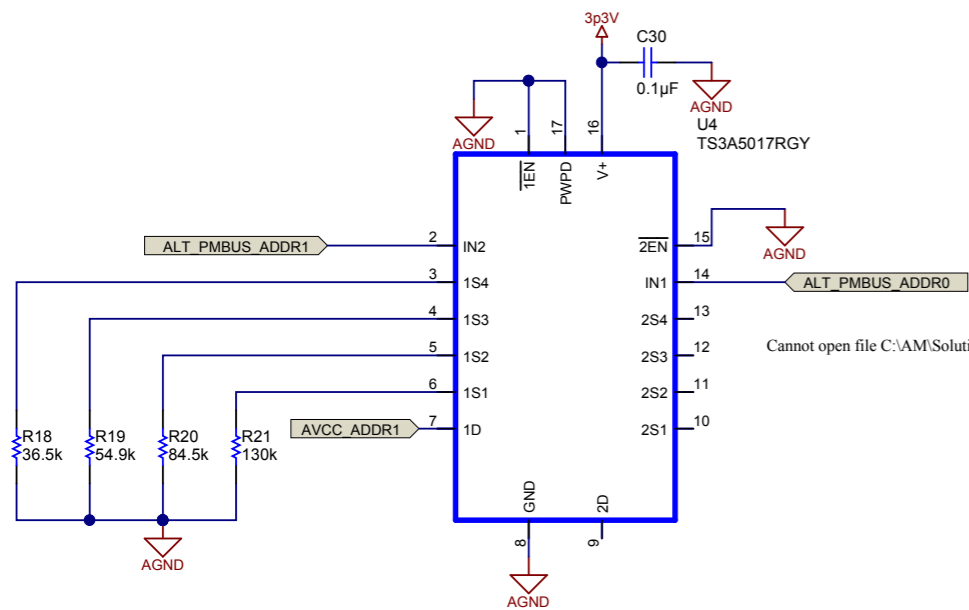 3p3V
C30
0.1µF
AGND
AGND
U4
TS3A5017RGY
1
17
16
1EN
PWPD
V+
ALT_PMBUS_ADDR1
2
IN2
2EN
15
AGND
3
1S4
IN1
14
ALT_PMBUS_ADDR0
4
1S3
2S4
13
5
1S2
2S3
12
Cannot open file C:\AM\Soluti
6
1S1
2S2
11
AVCC_ADDR1
7
1D
2S1
10
R18
36.5k
R19
54.9k
R20
84.5k
R21
130k
GND
2D
8
9
AGND
AGND